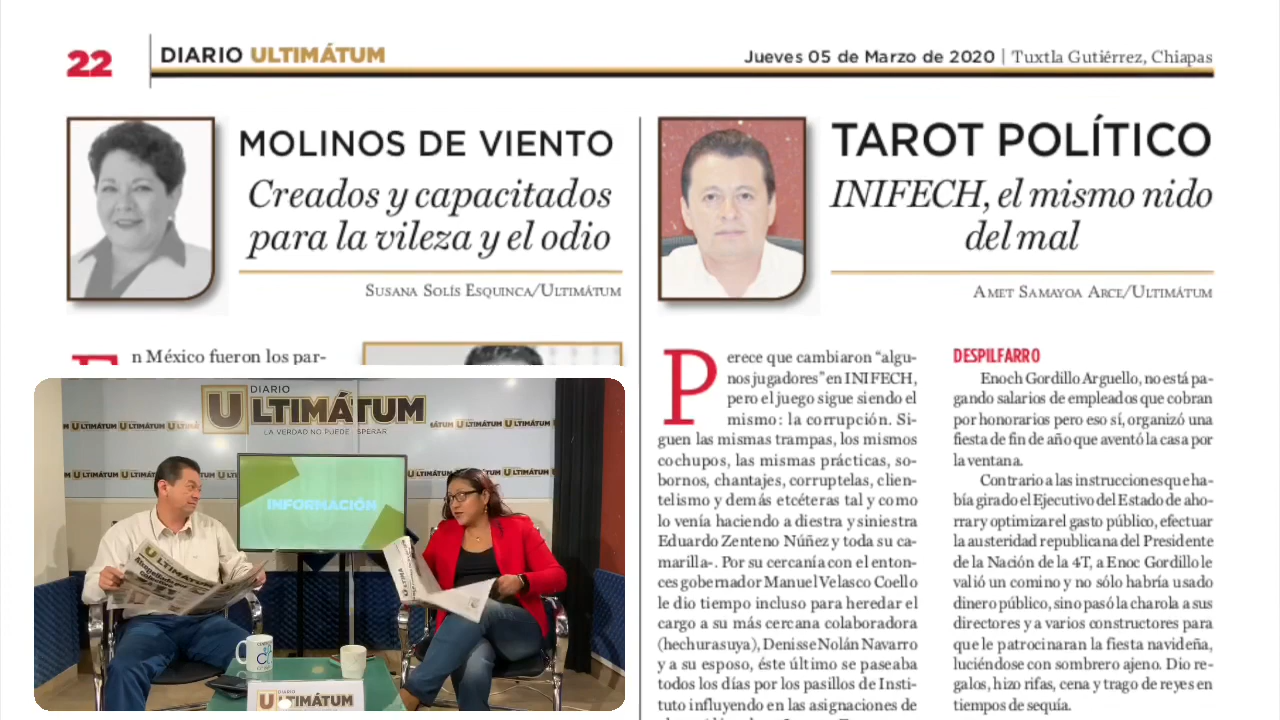 22
DIARIO ULTIMÁTUM
Jueves 05 de Marzo de 2020 | Tuxtla Gutiérrez, Chiapas
MOLINOS DE VIENTO
Creados y capacitados
para la vileza y el odio
SUSANA SOLÍS ESQUINCA/ULTIMÁTUM
En México fueron los par-
DIARIO
ULTIMÁTUM
LA VERDAD NO PUEDE ESPERAR
ULTIMÁTUM ULTIMÁTUM
ULTIMÁTUM ULTIMÁTUM
INFORMACIÓN
ULTIMÁTUM
DIARIO
ULTIMÁTUM
TAROT POLÍTICO
INIFECH, el mismo nido
del mal
AMET SAMAYOA ARCE/ULTIMÁTUM
Perece que cambiaron “algu-
nos jugadores” en INIFECH,
pero el juego sigue siendo el
mismo: la corrupción. Si-
guen las mismas trampas, los mismos
cochupos, las mismas prácticas, so-
bornos, chantajes, corruptelas, clien-
telismo y demás etcéteras tal y como
lo venía haciendo a diestra y siniestra
Eduardo Zenteno Núñez y toda su ca-
marilla-. Por su cercanía con el enton-
ces gobernador Manuel Velasco Coello
le dio tiempo incluso para heredar el
cargo a su más cercana colaboradora
(hechura suya), Denisse Nolán Navarro
y a su esposo, éste último se paseaba
todos los días por los pasillos de Insti-
tuto influyendo en las asignaciones de
DESPILFARRO
Enoch Gordillo Arguello, no está pa-
gando salarios de empleados que cobran
por honorarios pero eso sí, organizó una
fiesta de fin de año que aventó la casa por
la ventana.
Contrario a las instrucciones que ha-
bía girado el Ejecutivo del Estado de aho-
rrar y optimizar el gasto público, efectuar
la austeridad republicana del Presidente
de la Nación de la 4T, a Enoc Gordillo le
valió un comino y no sólo habría usado
dinero público, sino pasó la charola a sus
directores y a varios constructores para
que le patrocinaran la fiesta navideña,
luciéndose con sombrero ajeno. Dio re-
galos, hizo rifas, cena y trago de reyes en
tiempos de sequía.